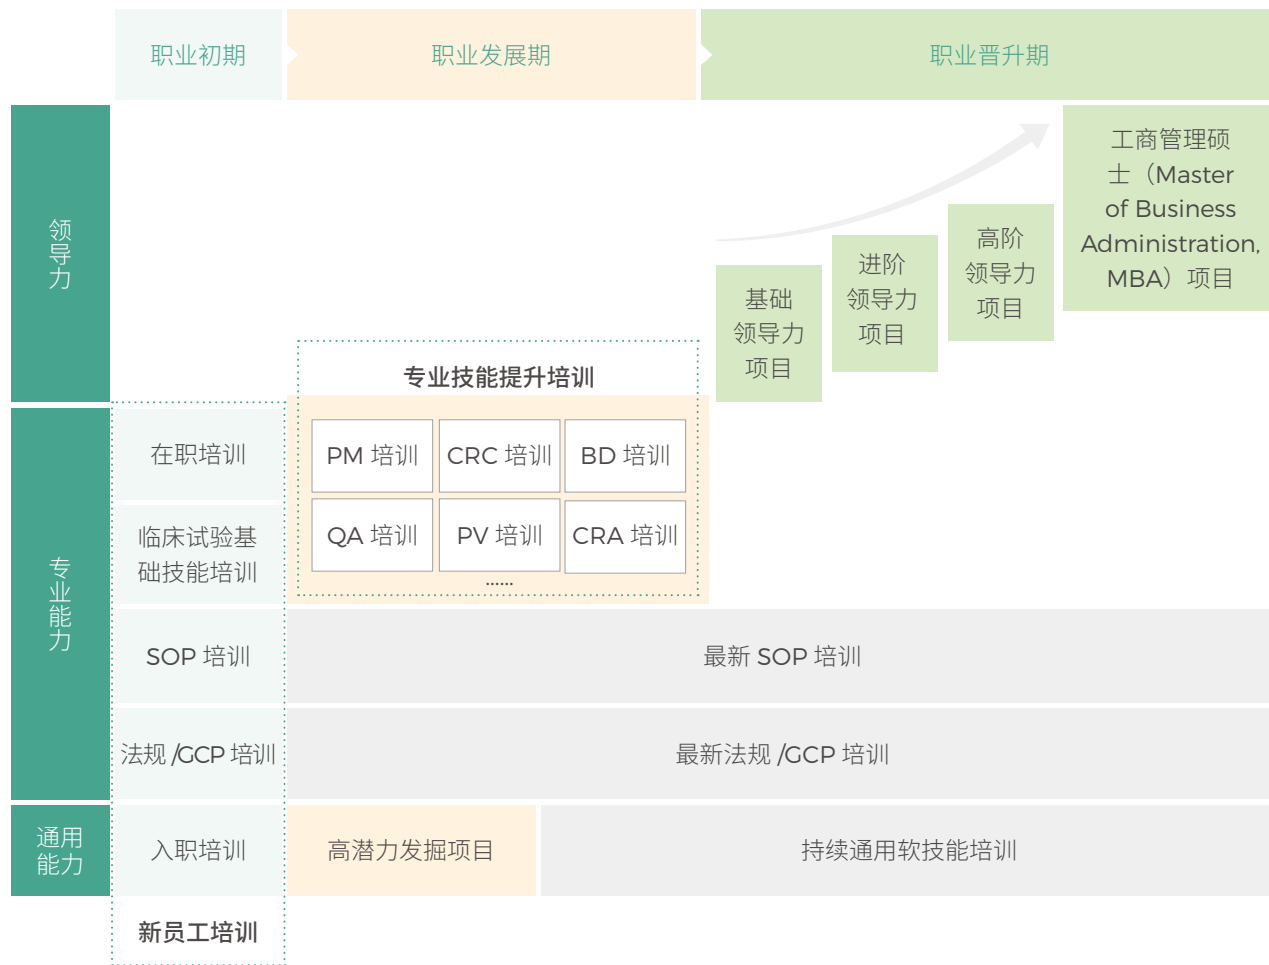 职业初期
职业发展期
职业晋升期
领导力
工商管理硕
士（Master
of Business
Administration,
MBA）项目
高阶
领导力
项目
进阶
领导力
项目
基础
领导力
项目
专业技能提升培训
专业能力
在职培训
PM 培训
CRC 培训
BD 培训
临床试验基
础技能培训
QA 培训
PV 培训
CRA 培训
......
SOP 培训
最新 SOP 培训
法规 /GCP 培训
最新法规 /GCP 培训
通用
能力
入职培训
高潜力发掘项目
持续通用软技能培训
新员工培训